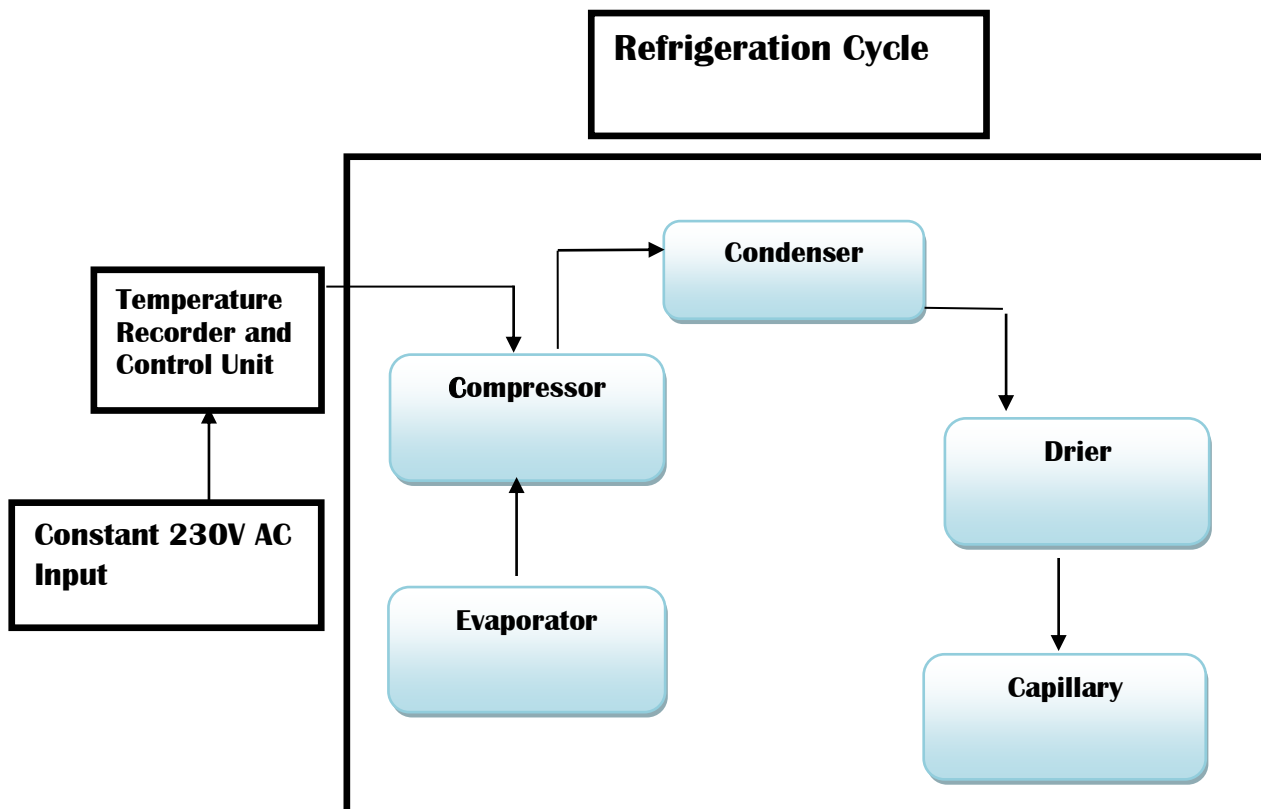 Refrigeration Cycle
Condenser
Temperature
Recorder and
Control Unit
Compressor
Drier
Constant 230V AC
Input
Evaporator
Capillary